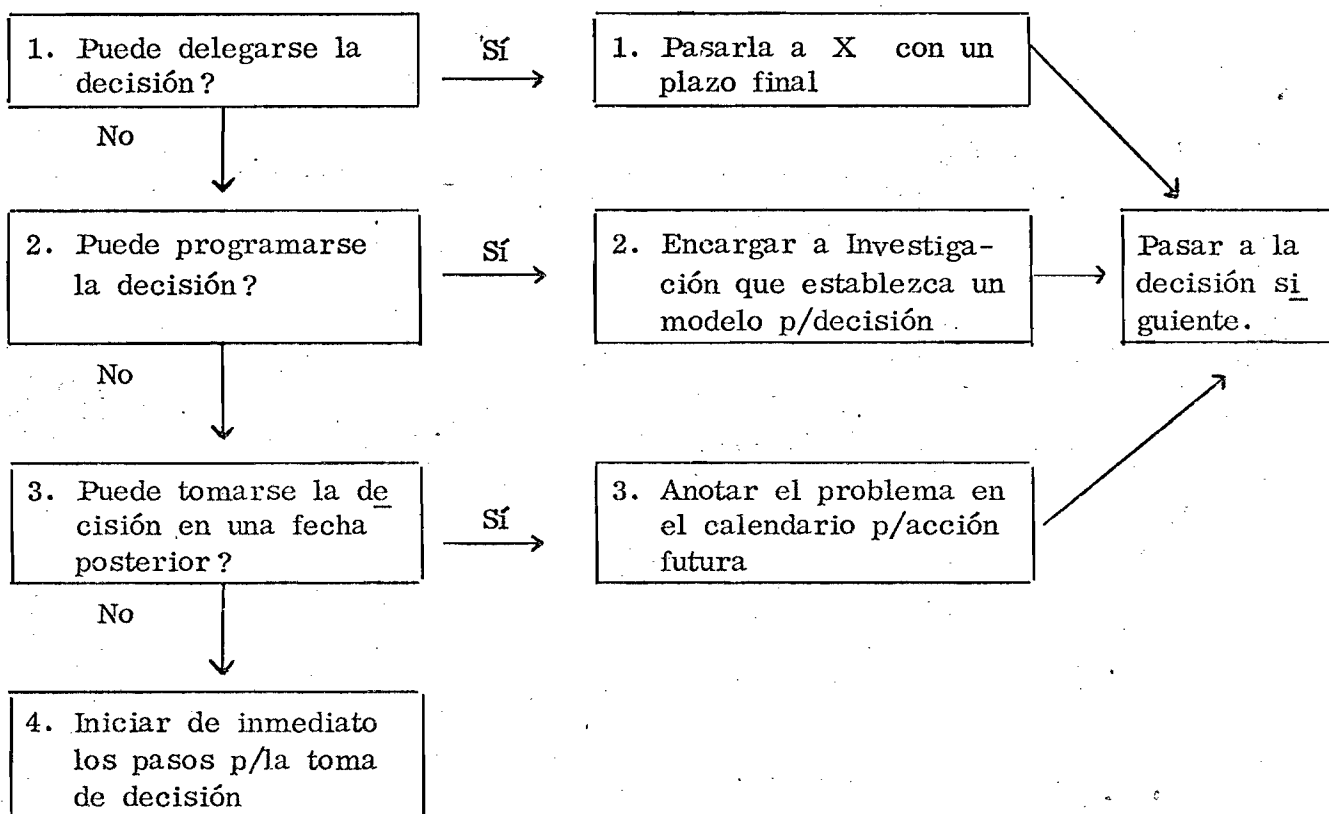 1. Puede delegarse la
decisión?
Sí
1. Pasarla a X con un
plazo final
No
2. Puede programarse
la decisión?
Sí
2. Encargar a Investiga-
ción que establezca un
modelo p/decisión
Pasar a la
decisión si
guiente.
No
3. Puede tomarse la de
cisión en una fecha
posterior?
Sí
3. Anotar el problema en
el calendario p/acción
futura
No
4. Iniciar de inmediato
los pasos p/la toma
de decisión